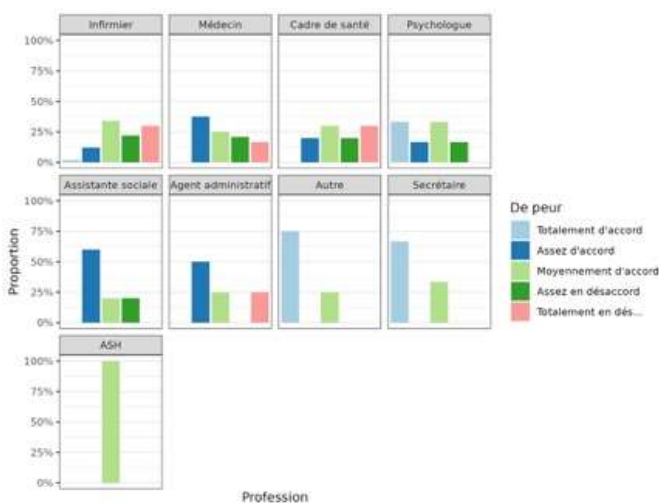 Infirmier Médecin Cadre de santé Psychologue
100%
75%
50%
25%
0%
Assistante sociale Agent administratif Autre Secrétaire
100%
75%
50%
25%
0%
ASH
100%
75%
50%
25%
0%
Proportion
Profession
De peur
Totalement d'accord
Assez d'accord
Moyennement d'accord
Assez en désaccord
Totalement en dés...